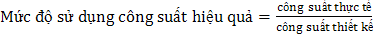 Mức độ sử dụng công suất hiệu quả = công suất thực tế / công suất thiết kế